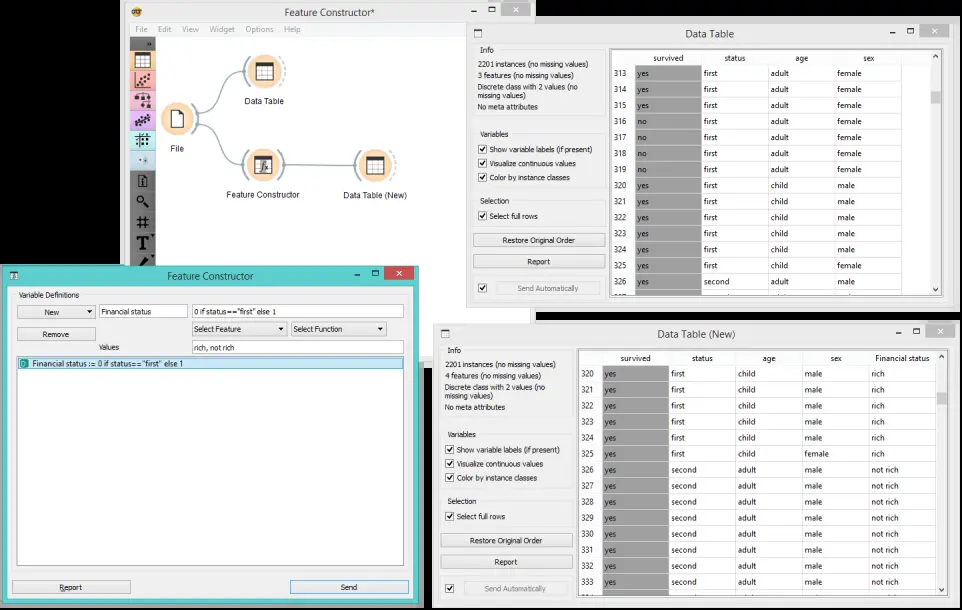 Feature Constructor*
File Edit View Widget Options Help
»
File
Data Table
Feature Constructor
Data Table (New)
T
Data Table
Info
2201 instances (no missing values)
3 features (no missing values)
Discrete class with 2 values (no
missing values)
No meta attributes
Variables
Show variable labels (if present)
Visualize continuous values
Color by instance classes
Selection
Select full rows
Restore Original Order
Report
Send Automatically
survived status age sex
313 yes first adult female
314 yes first adult female
315 yes first adult female
316 no first adult female
317 no first adult female
318 no first adult female
319 no first adult female
320 yes first child male
321 yes first child male
322 yes first child male
323 yes first child male
324 yes first child male
325 yes first child female
326 yes second adult male
Feature Constructor
Variable Definitions
New Financial status 0 if status=="first" else 1
Remove Select Feature Select Function
Values rich, not rich
D Financial status := 0 if status=="first" else 1
Report Send
Data Table (New)
Info
2201 instances (no missing values)
4 features (no missing values)
Discrete class with 2 values (no
missing values)
No meta attributes
Variables
Show variable labels (if present)
Visualize continuous values
Color by instance classes
Selection
Select full rows
Restore Original Order
Report
Send Automatically
survived status age sex Financial status
320 yes first child male rich
321 yes first child male rich
322 yes first child male rich
323 yes first child male rich
324 yes first child male rich
325 yes first child female rich
326 yes second adult male not rich
327 yes second adult male not rich
328 yes second adult male not rich
329 yes second adult male not rich
330 yes second adult male not rich
331 yes second adult male not rich
332 yes second adult male not rich
333 yes second adult male not rich